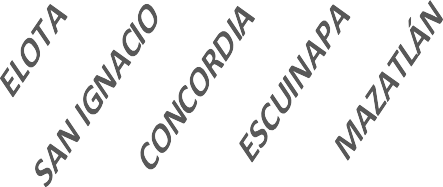 ELOTA
SAN IGNACIO
CONCORDIA
ESCUINAPA
MAZATLÁN